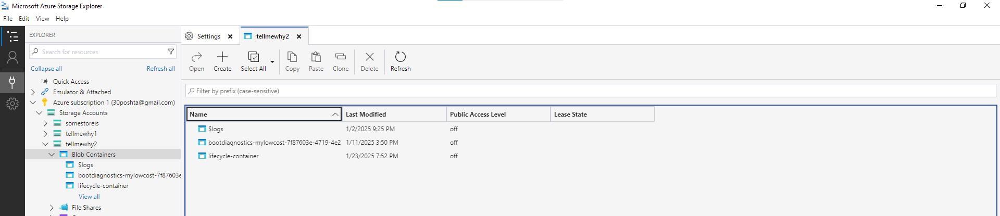 Microsoft Azure Storage Explorer
File Edit View Help
EXPLORER
Search for resources
Collapse all Refresh all
Quick Access
Emulator & Attached
Azure subscription 1 (30poshta@gmail.com)
Storage Accounts
somestoreis
tellmewhy1
tellmewhy2
Blob Containers
$logs
bootdiagnostics-mylowcost-7f87603e
lifecycle-container
View all
File Shares
Settings tellmewhy2
Open Create Select All Copy Paste Clone Delete Refresh
Filter by prefix (case-sensitive)
Name Last Modified Public Access Level Lease State
$logs 1/2/2025 9:25 PM off
bootdiagnostics-mylowcost-7f87603e-4719-4e2 1/11/2025 3:50 PM off
lifecycle-container 1/23/2025 7:52 PM off